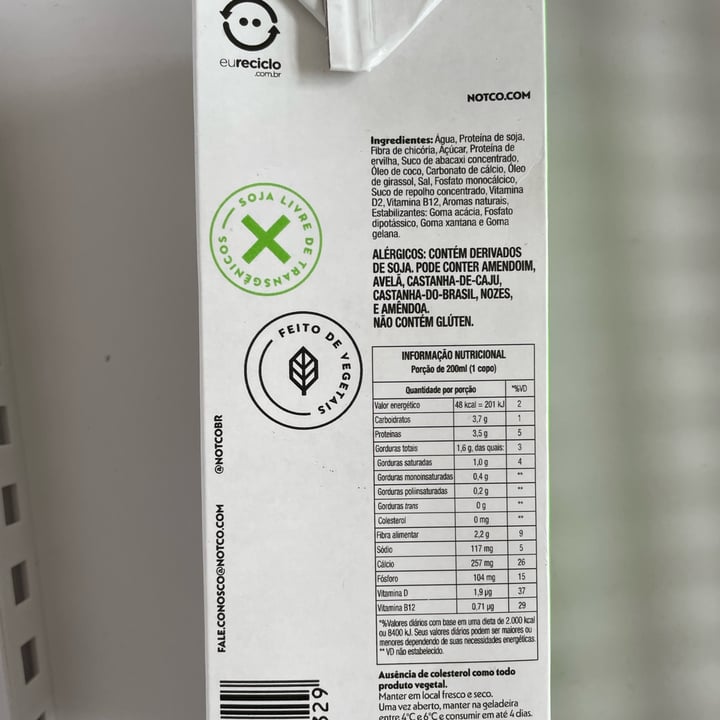 eureciclo
.com.br
NOTCO.COM
Ingredientes: Água, Proteína de soja,
Fibra de chicória, Açúcar, Proteína de
ervilha, Suco de abacaxi concentrado,
Óleo de coco, Carbonato de cálcio, Óleo
de girassol, Sal, Fosfato monocálcico,
Suco de repolho concentrado, Vitamina
D2, Vitamina B12, Aromas naturais,
Estabilizantes: Goma acácia, Fosfato
dipotássico, Goma xantana e Goma
gelana.
SOJA LIVRE DE TRANSGÊNICOS
ALÉRGICOS: CONTÉM DERIVADOS
DE SOJA. PODE CONTER AMENDOIM,
AVELÃ, CASTANHA-DE-CAJU,
CASTANHA-DO-BRASIL, NOZES,
E AMÊNDOA.
NÃO CONTÉM GLÚTEN.
FEITO DE VEGETAIS
INFORMAÇÃO NUTRICIONAL
Porção de 200ml (1 copo)
Quantidade por porção *%VD
Valor energético 48 kcal = 201 kJ 2
Carboidratos 3,7 g 1
Proteínas 3,5 g 5
Gorduras totais 1,6 g, das quais: 3
Gorduras saturadas 1,0 g 4
Gorduras monoinsaturadas 0,4 g **
Gorduras poliinsaturadas 0,2 g **
Gorduras trans 0 g **
Colesterol 0 mg **
Fibra alimentar 2,2 g 9
Sódio 117 mg 5
Cálcio 257 mg 26
Fósforo 104 mg 15
Vitamina D 1,9 µg 37
Vitamina B12 0,71 µg 29
*%Valores diários com base em uma dieta de 2.000 kcal
ou 8400 kJ. Seus valores diários podem ser maiores ou
menores dependendo de suas necessidades energéticas.
** VD não estabelecido.
Ausência de colesterol como todo
produto vegetal.
Manter em local fresco e seco.
Uma vez aberto, manter na geladeira
entre 4°C e 6°C e consumir em até 4 dias.
FALE.CONOSCO@NOTCO.COM @NOTCOBR